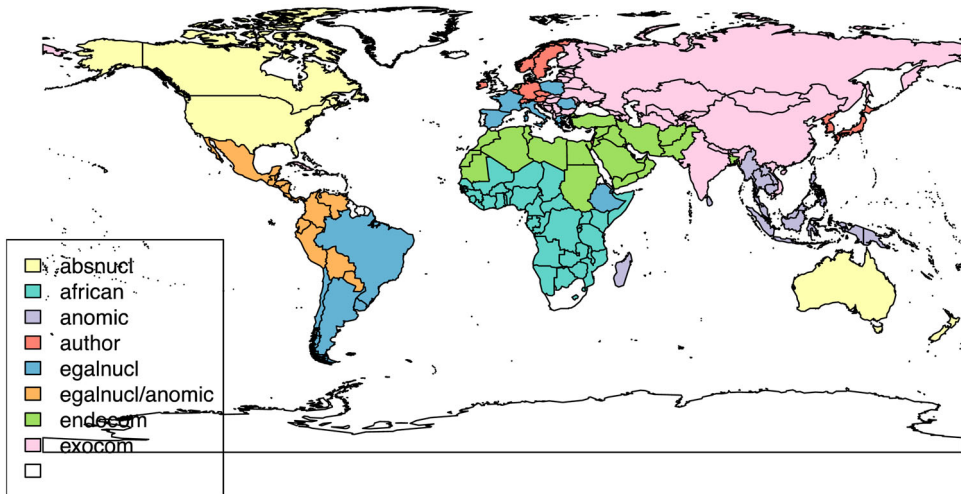 absnucl
african
anomic
author
egalnucl
egalnucl/anomic
endocom
exocom